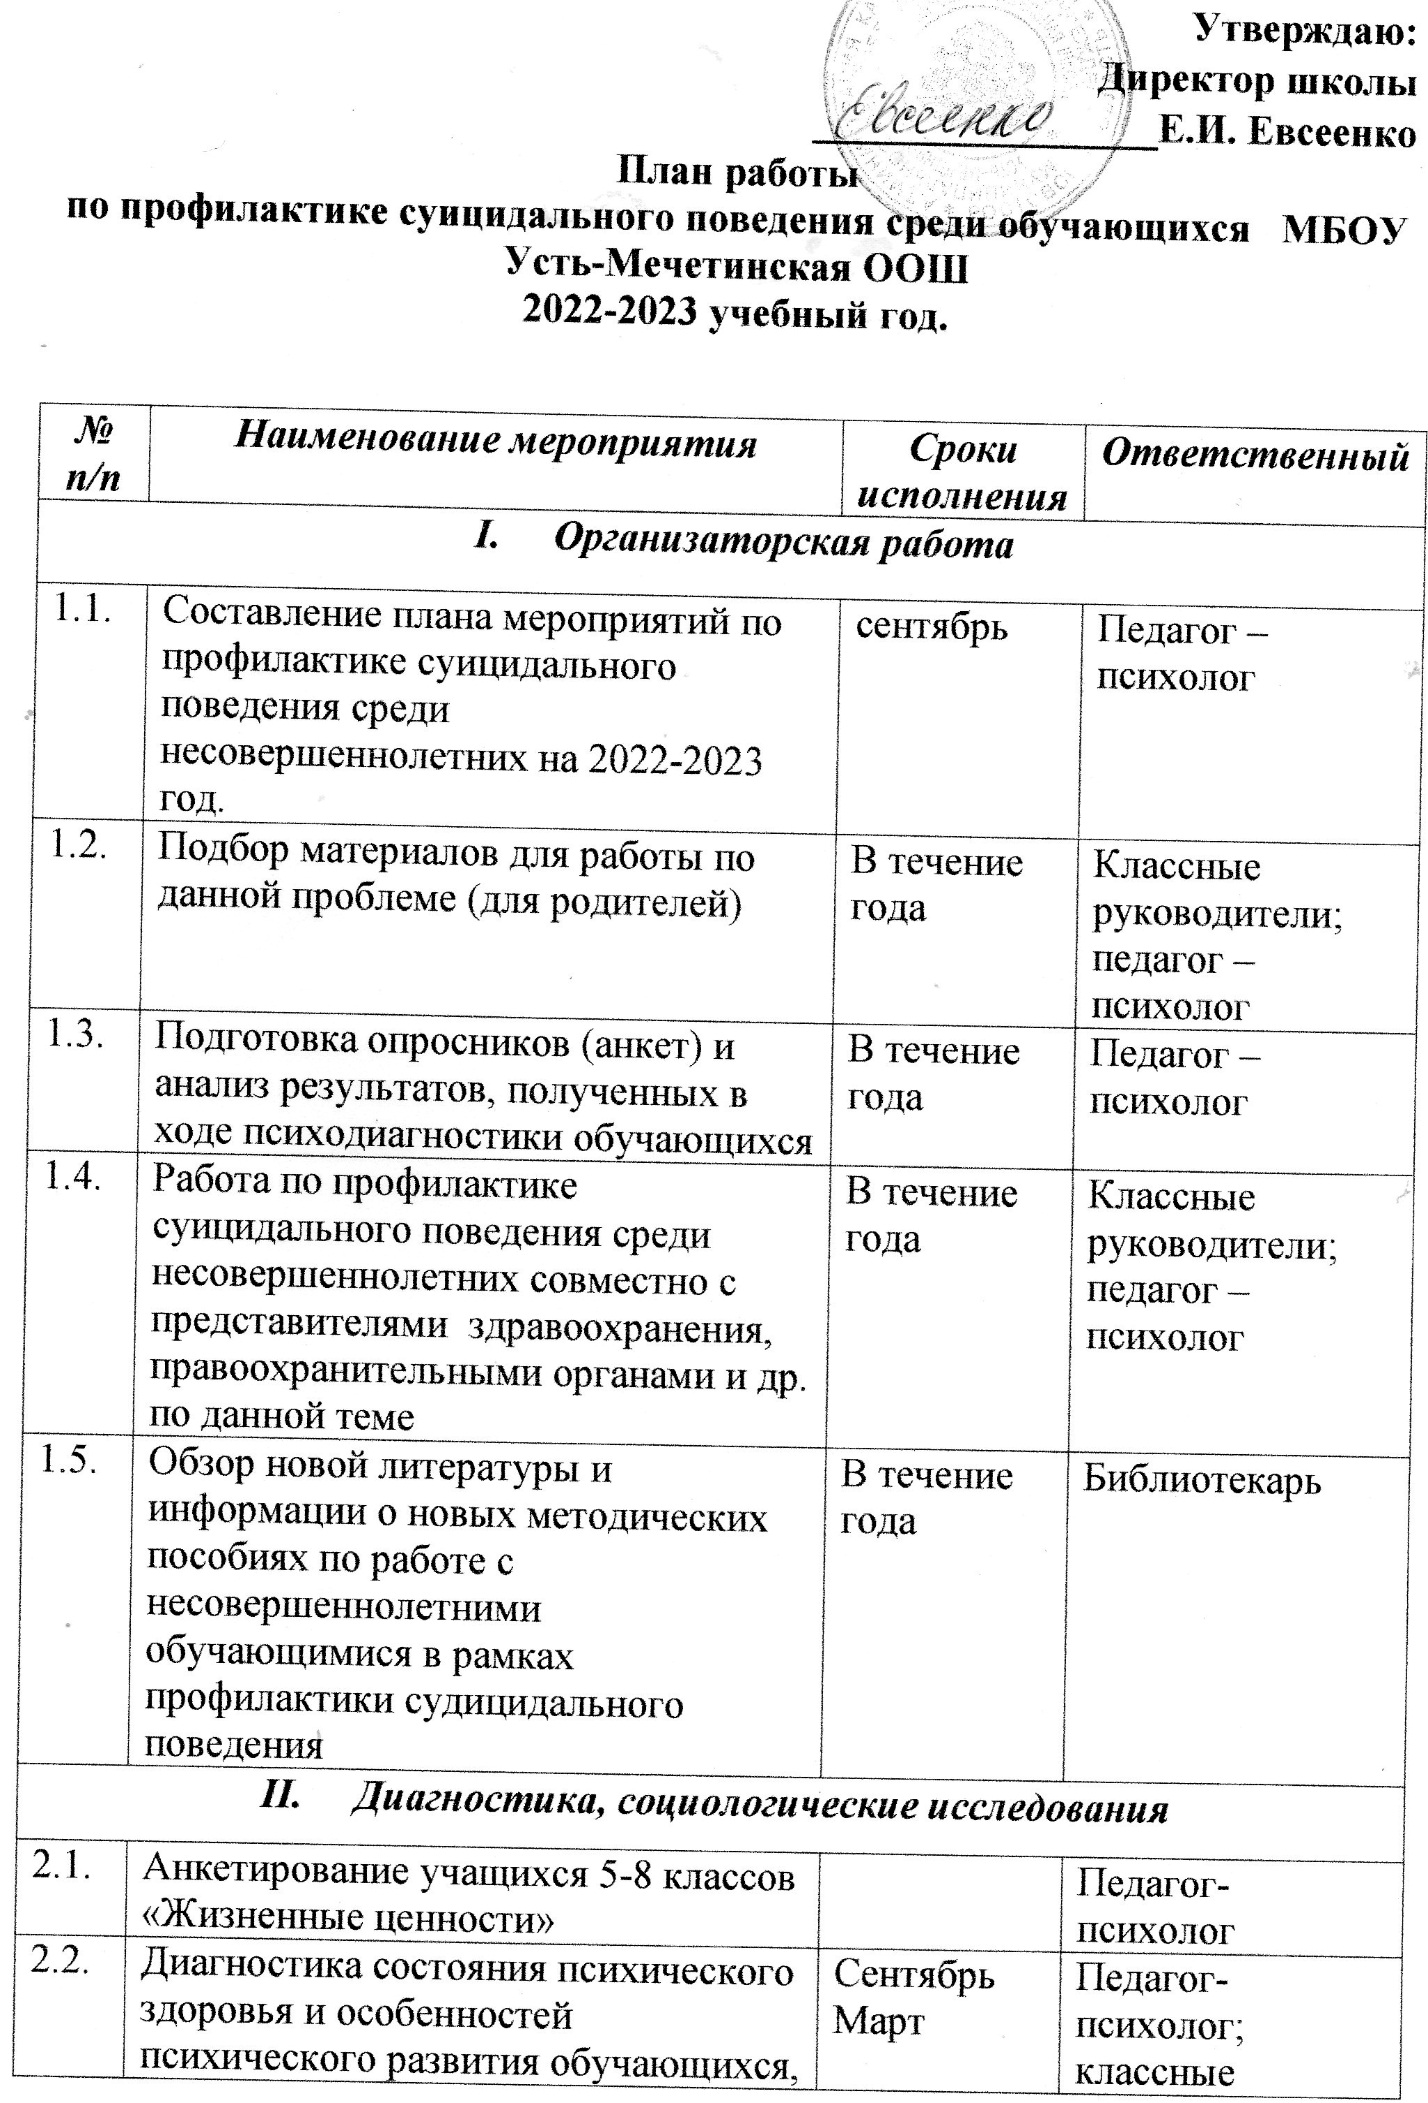 Утверждаю:
Директор школы
Евсеенко
Е.И. Евсеенко
План работы
по профилактике суицидального поведения среди обучающихся МБОУ
Усть-Мечетинская ООШ
2022-2023 учебный год.
№
п/п
Наименование мероприятия
Сроки
исполнения
Ответственный
I. Организаторская работа
1.1.
Составление плана мероприятий по
профилактике суицидального
поведения среди
несовершеннолетних на 2022-2023
год.
сентябрь
Педагог –
психолог
1.2.
Подбор материалов для работы по
данной проблеме (для родителей)
В течение
года
Классные
руководители;
педагог –
психолог
1.3.
Подготовка опросников (анкет) и
анализ результатов, полученных в
ходе психодиагностики обучающихся
В течение
года
Педагог –
психолог
1.4.
Работа по профилактике
суицидального поведения среди
несовершеннолетних совместно с
представителями здравоохранения,
правоохранительными органами и др.
по данной теме
В течение
года
Классные
руководители;
педагог –
психолог
1.5.
Обзор новой литературы и
информации о новых методических
пособиях по работе с
несовершеннолетними
обучающимися в рамках
профилактики судицидального
поведения
В течение
года
Библиотекарь
II. Диагностика, социологические исследования
2.1.
Анкетирование учащихся 5-8 классов
«Жизненные ценности»
Педагог-
психолог
2.2.
Диагностика состояния психического
здоровья и особенностей
психического развития обучающихся,
Сентябрь
Март
Педагог-
психолог;
классные